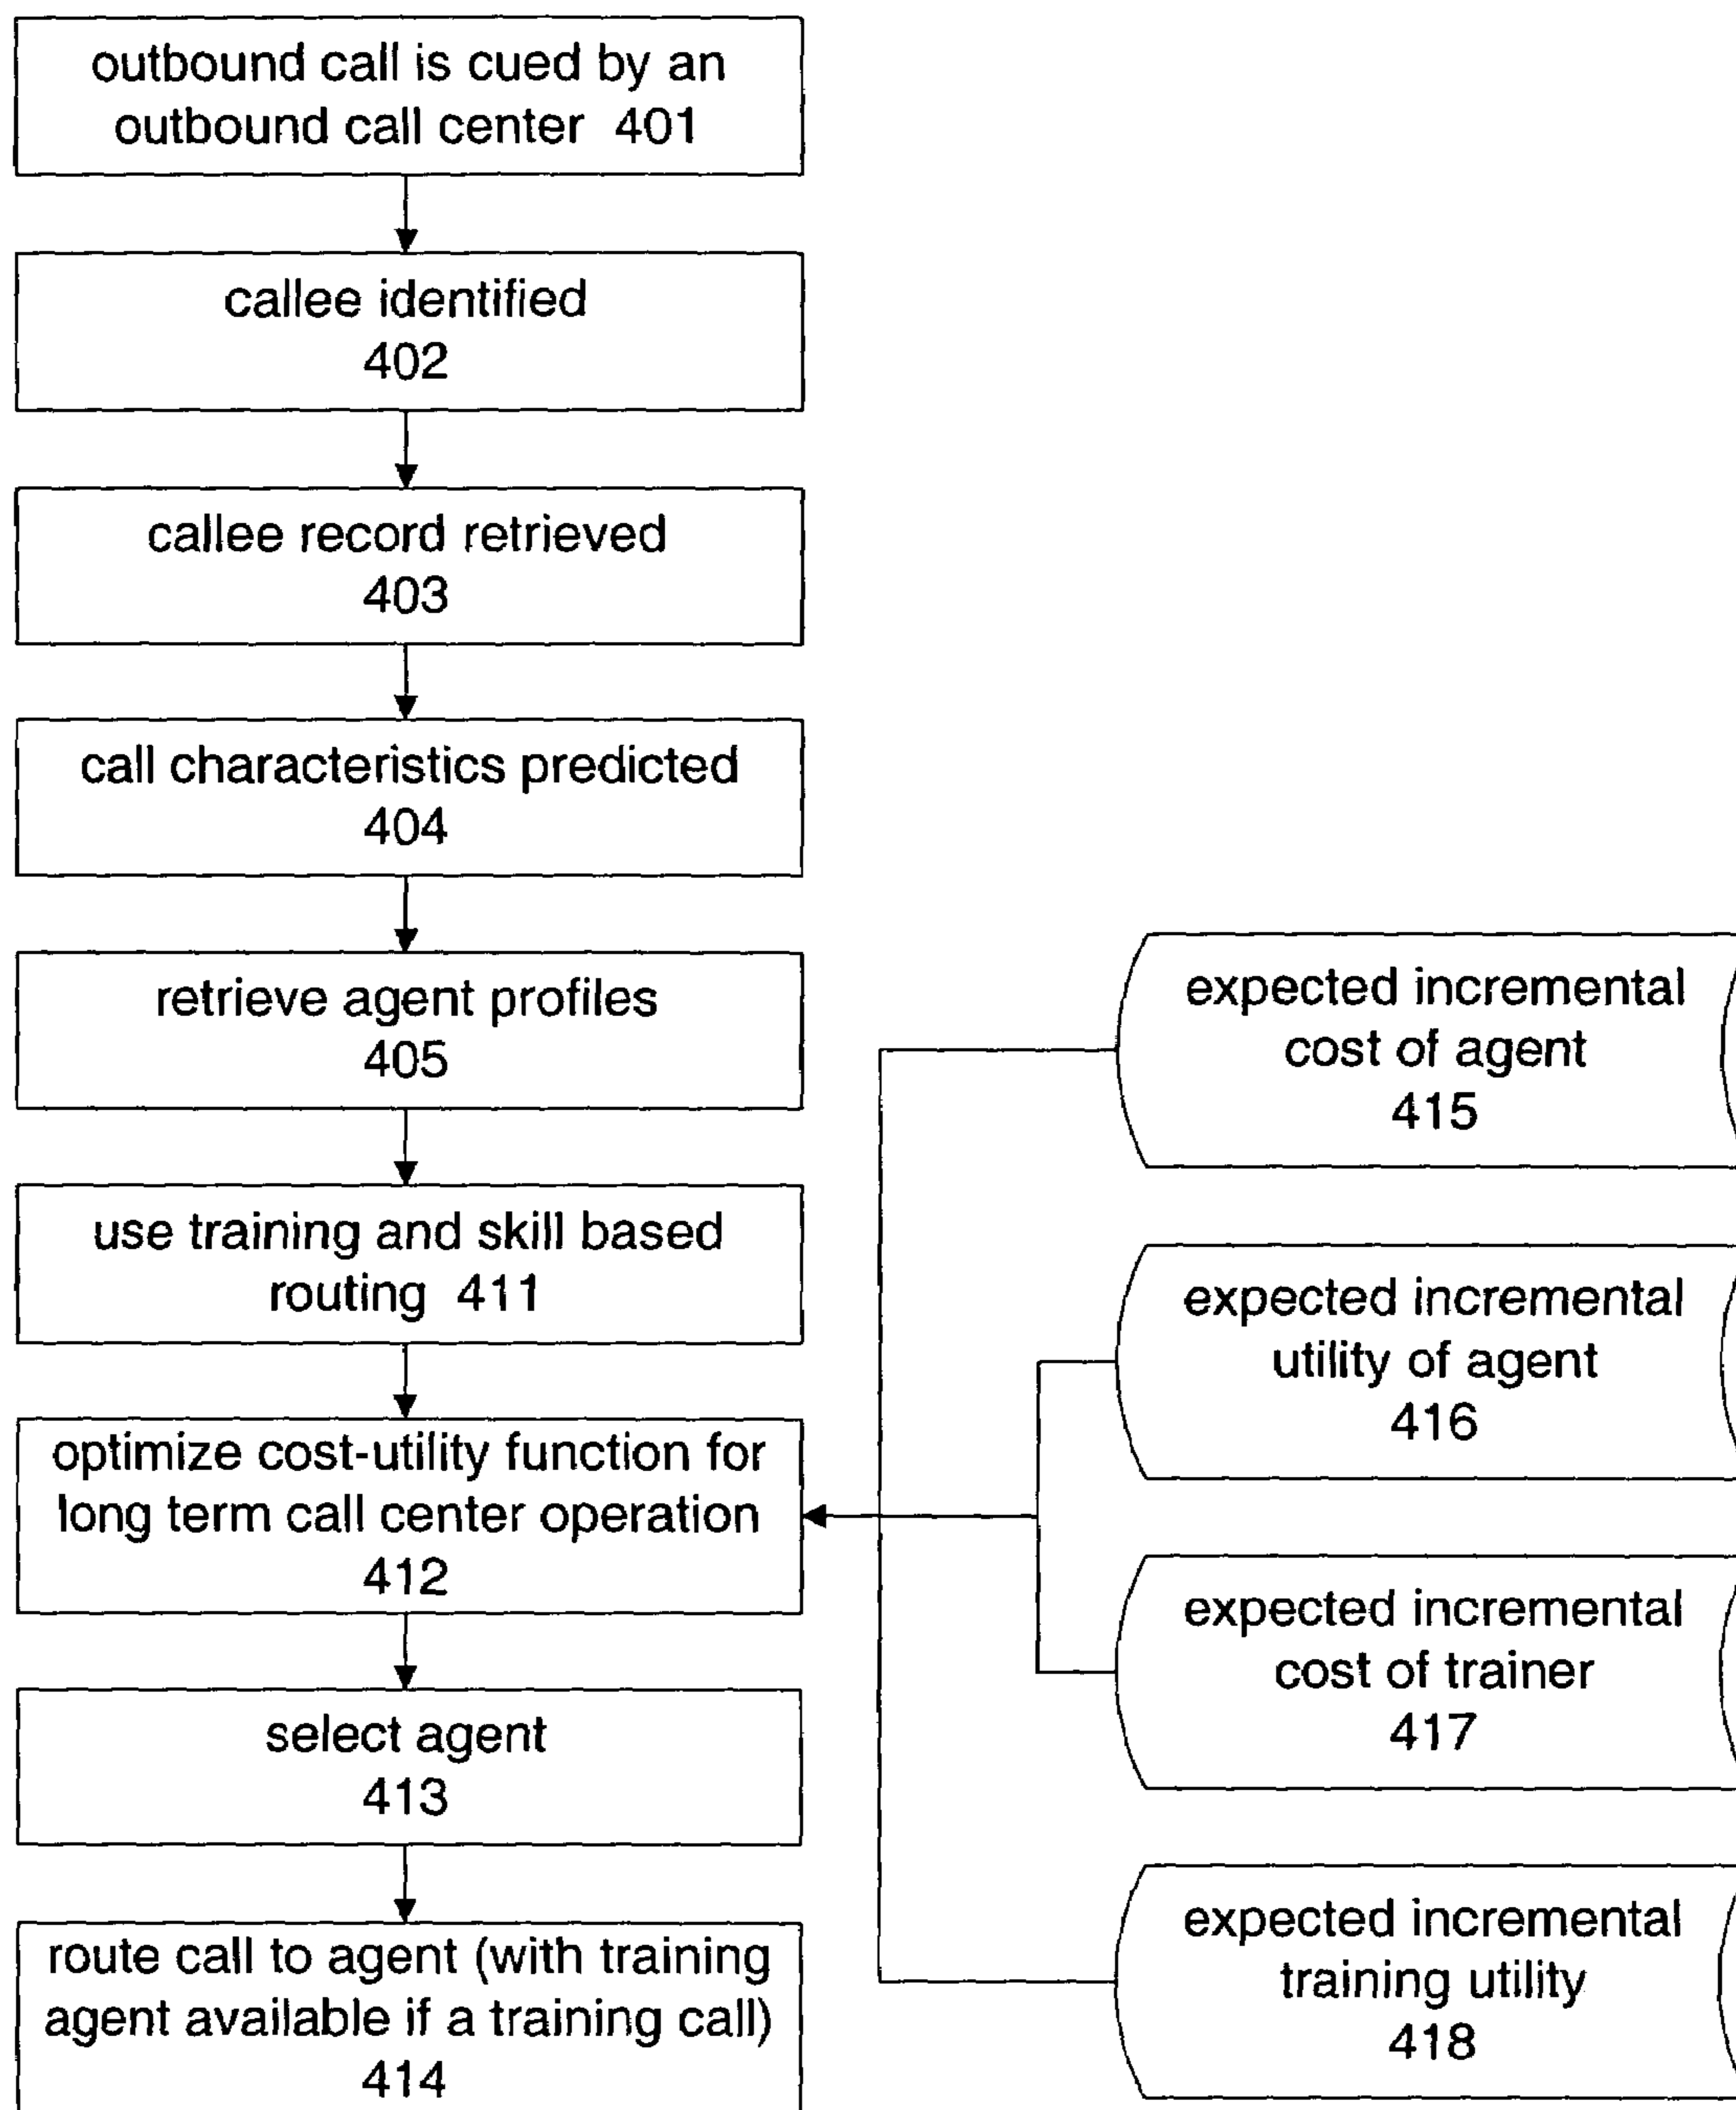 outbound call is cued by an
outbound call center 401
callee identified
402
callee record retrieved
403
call characteristics predicted
404
retrieve agent profiles
405
use training and skill based
routing 411
optimize cost-utility function for
long term call center operation
412
select agent
413
route call to agent (with training
agent available if a training call)
414
expected incremental
cost of agent
415
expected incremental
utility of agent
416
expected incremental
cost of trainer
417
expected incremental
training utility
418